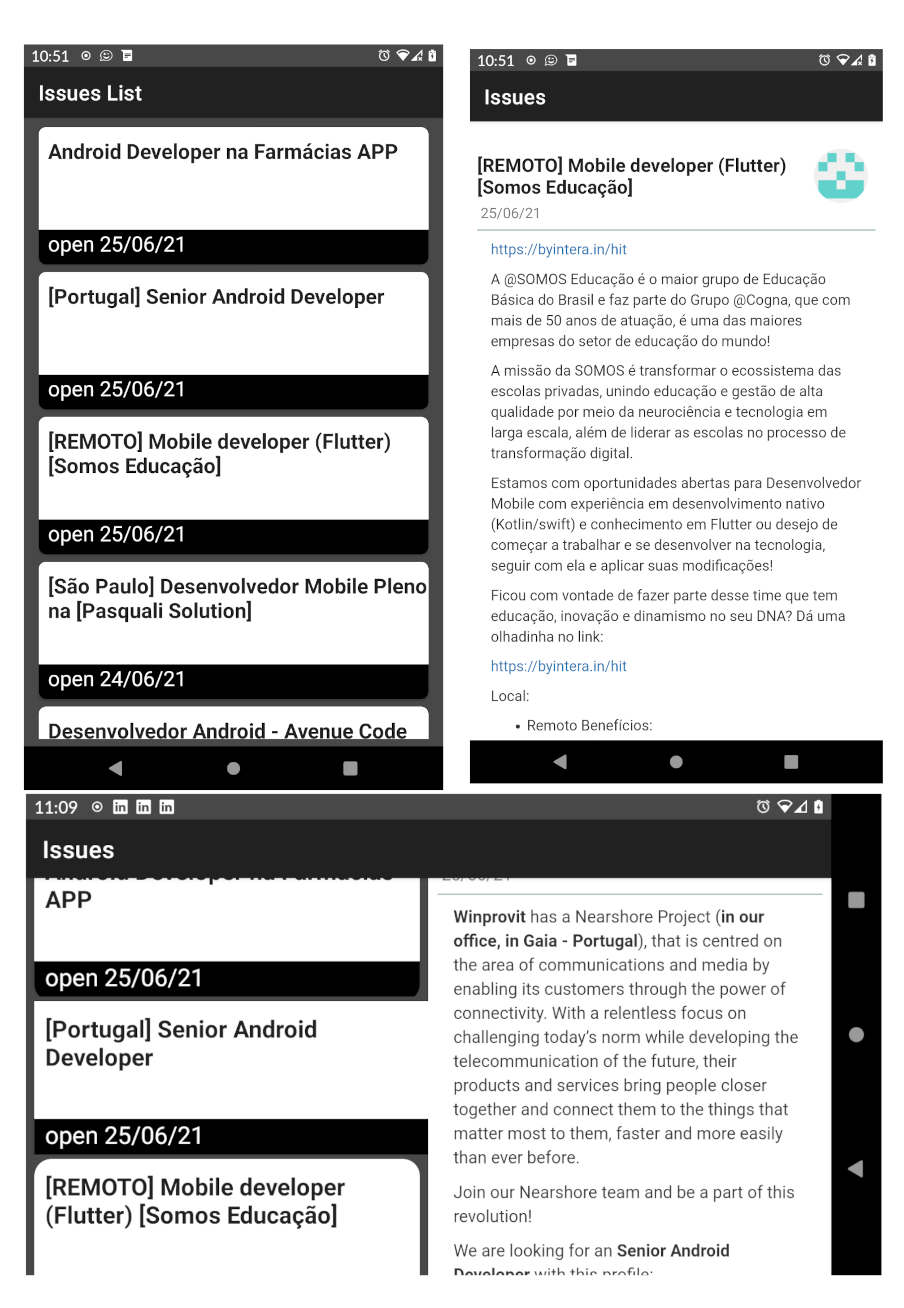 10:51
Issues List
Android Developer na Farmácias APP
open 25/06/21
[Portugal] Senior Android Developer
open 25/06/21
[REMOTO] Mobile developer (Flutter)
[Somos Educação]
open 25/06/21
[São Paulo] Desenvolvedor Mobile Pleno
na [Pasquali Solution]
open 24/06/21
Desenvolvedor Android - Avenue Code
10:51
Issues
[REMOTO] Mobile developer (Flutter)
[Somos Educação]
25/06/21
https://byintera.in/hit
A @SOMOS Educação é o maior grupo de Educação
Básica do Brasil e faz parte do Grupo @Cogna, que com
mais de 50 anos de atuação, é uma das maiores
empresas do setor de educação do mundo!
A missão da SOMOS é transformar o ecossistema das
escolas privadas, unindo educação e gestão de alta
qualidade por meio da neurociência e tecnologia em
larga escala, além de liderar as escolas no processo de
transformação digital.
Estamos com oportunidades abertas para Desenvolvedor
Mobile com experiência em desenvolvimento nativo
(Kotlin/swift) e conhecimento em Flutter ou desejo de
começar a trabalhar e se desenvolver na tecnologia,
seguir com ela e aplicar suas modificações!
Ficou com vontade de fazer parte desse time que tem
educação, inovação e dinamismo no seu DNA? Dá uma
olhadinha no link:
https://byintera.in/hit
Local:
• Remoto Benefícios:
11:09 in in in
Issues
Android Developer na Farmácias
APP
open 25/06/21
[Portugal] Senior Android
Developer
open 25/06/21
[REMOTO] Mobile developer
(Flutter) [Somos Educação]
25/06/21
Winprovit has a Nearshore Project (in our
office, in Gaia - Portugal), that is centred on
the area of communications and media by
enabling its customers through the power of
connectivity. With a relentless focus on
challenging today's norm while developing the
telecommunication of the future, their
products and services bring people closer
together and connect them to the things that
matter most to them, faster and more easily
than ever before.
Join our Nearshore team and be a part of this
revolution!
We are looking for an Senior Android
Developer with this profile: